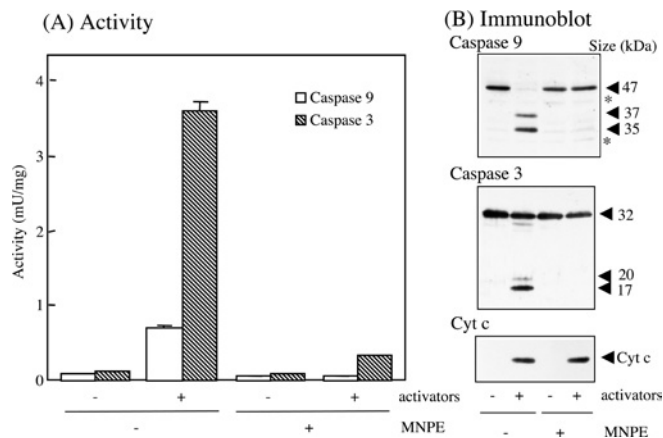 (A) Activity
4
3
2
1
0
Activity (mU/mg)
Caspase 9
Caspase 3
- + - + activators
- + MNPE
(B) Immunoblot
Caspase 9 Size (kDa)
47
*
37
35
*
Caspase 3
32
20
17
Cyt c
Cyt c
- + - + activators
- + MNPE